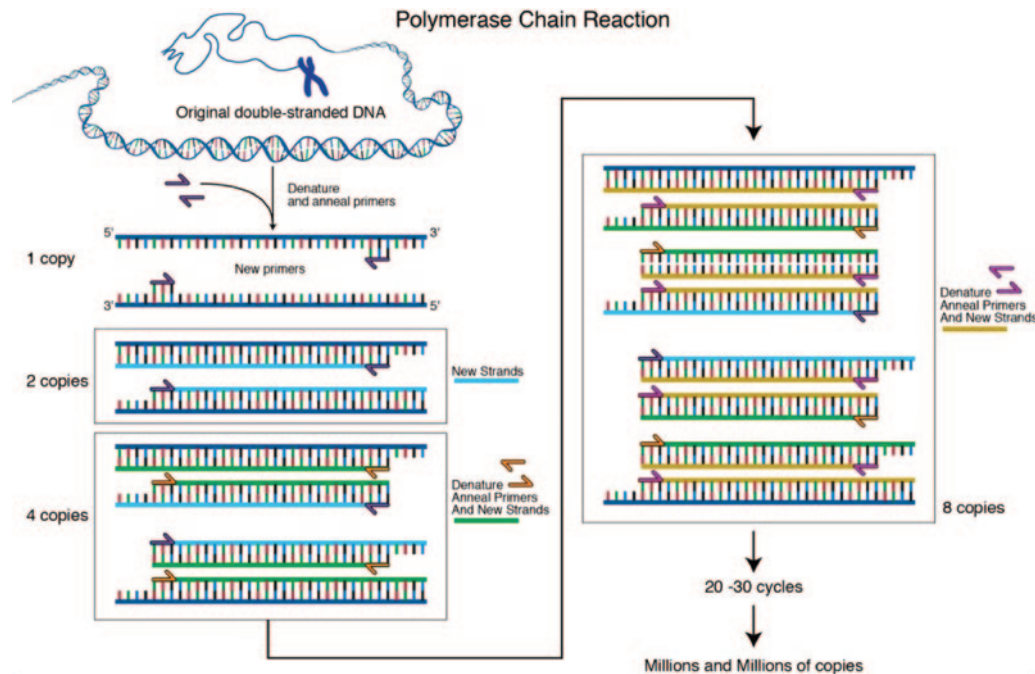 Polymerase Chain Reaction
Original double-stranded DNA
Denature
and anneal primers
5'
3'
1 copy
New primers
3'
5'
2 copies
New Strands
4 copies
Denature
Anneal Primers
And New Strands
Denature
Anneal Primers
And New Strands
8 copies
20 -30 cycles
Millions and Millions of copies